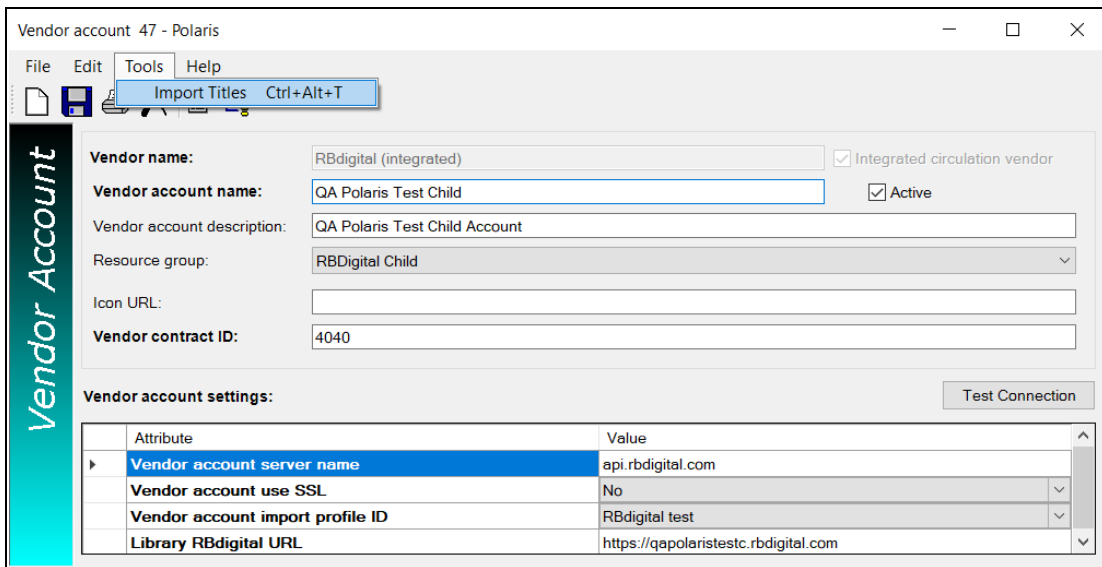 Vendor account 47 - Polaris
File Edit Tools Help
Import Titles Ctrl+Alt+T
Vendor Account
Vendor name: RBdigital (integrated) Integrated circulation vendor
Vendor account name: QA Polaris Test Child Active
Vendor account description: QA Polaris Test Child Account
Resource group: RBDigital Child
Icon URL:
Vendor contract ID: 4040
Vendor account settings: Test Connection
Attribute Value
Vendor account server name api.rbdigital.com
Vendor account use SSL No
Vendor account import profile ID RBdigital test
Library RBdigital URL https://qapolaristestc.rbdigital.com